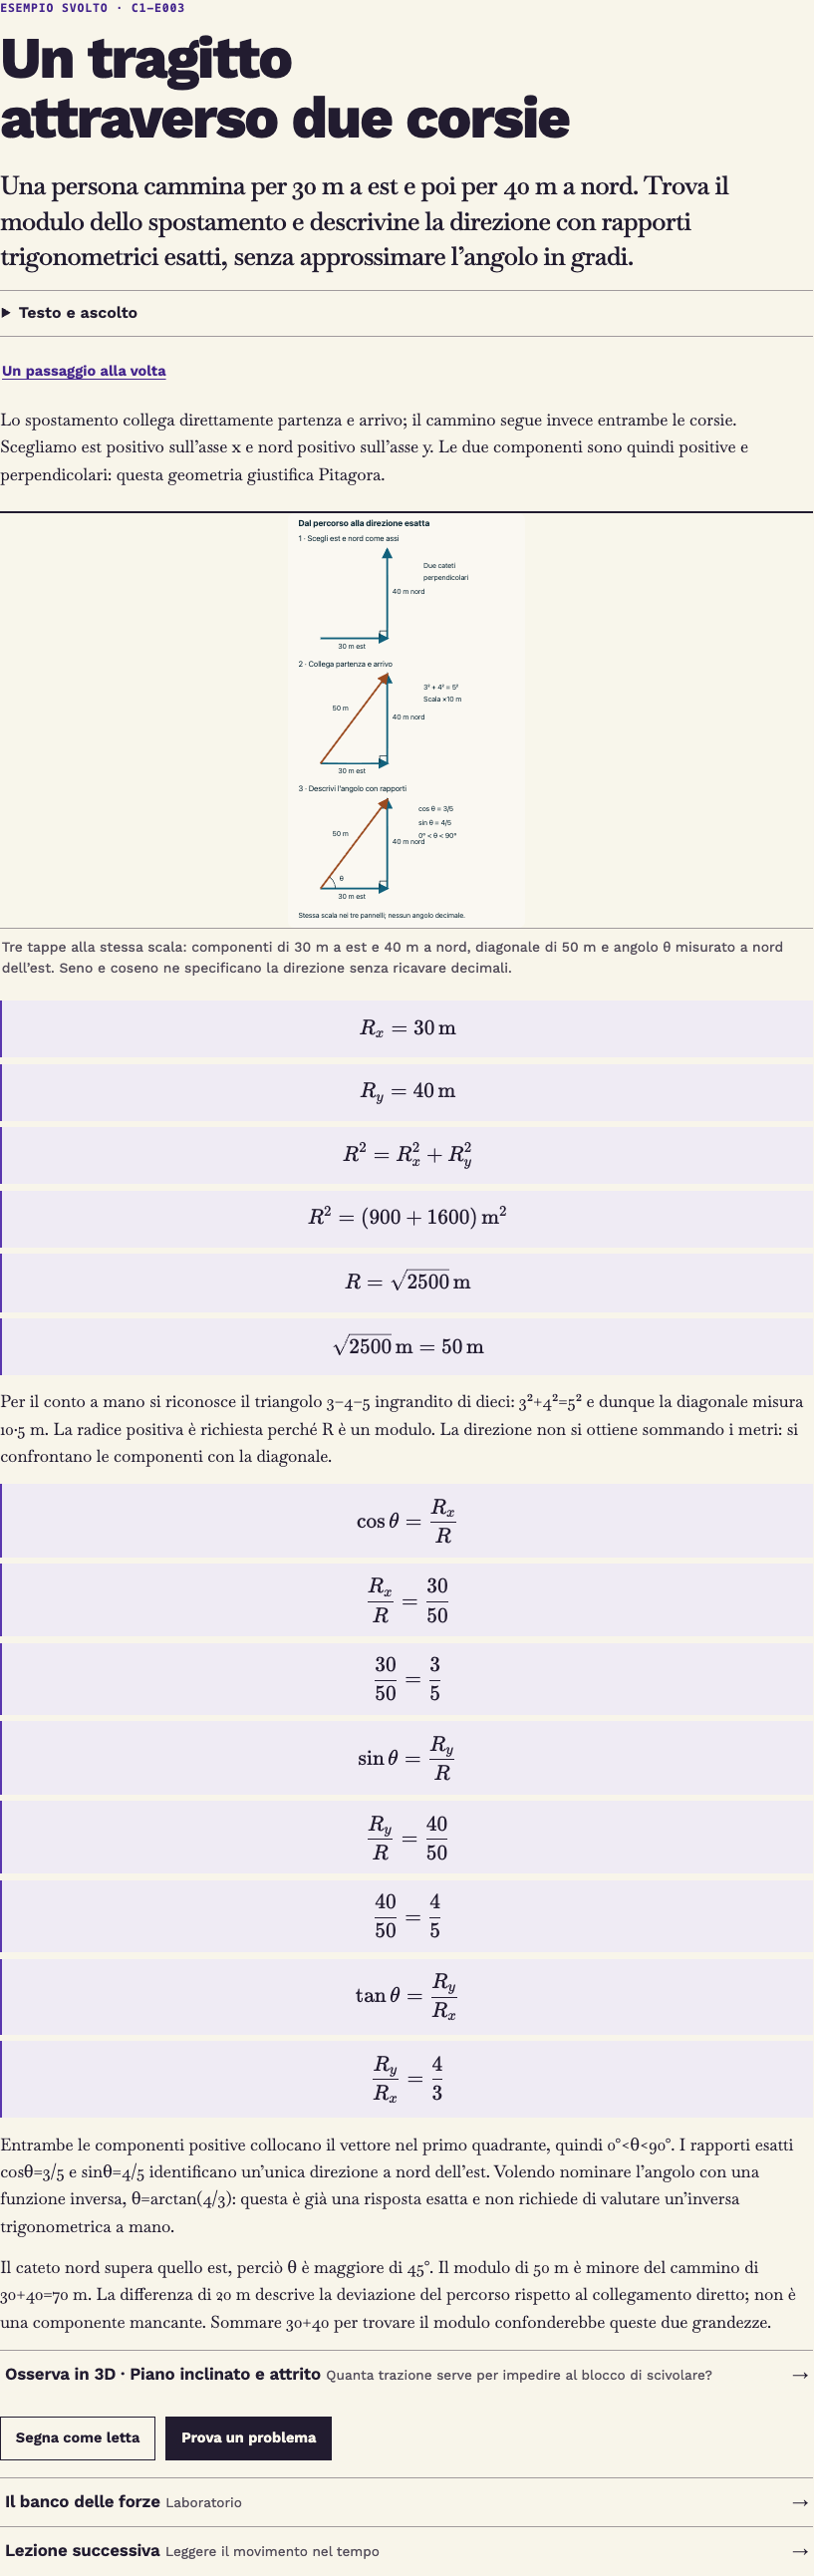 ESEMPIO SVOLTO · C1–E003
Un tragitto
attraverso due corsie
Una persona cammina per 30 m a est e poi per 40 m a nord. Trova il
modulo dello spostamento e descrivine la direzione con rapporti
trigonometrici esatti, senza approssimare l’angolo in gradi.
▶ Testo e ascolto
Un passaggio alla volta
Lo spostamento collega direttamente partenza e arrivo; il cammino segue invece entrambe le corsie.
Scegliamo est positivo sull’asse x e nord positivo sull’asse y. Le due componenti sono quindi positive e
perpendicolari: questa geometria giustifica Pitagora.
Dal percorso alla direzione esatta
1 · Scegli est e nord come assi
Due cateti
perpendicolari
40 m nord
30 m est
2 · Collega partenza e arrivo
3² + 4² = 5²
Scala ×10 m
50 m
40 m nord
30 m est
3 · Descrivi l’angolo con rapporti
cos θ = 3/5
sin θ = 4/5
0° < θ < 90°
50 m
40 m nord
θ
30 m est
Stessa scala nei tre pannelli; nessun angolo decimale.
Tre tappe alla stessa scala: componenti di 30 m a est e 40 m a nord, diagonale di 50 m e angolo θ misurato a nord
dell’est. Seno e coseno ne specificano la direzione senza ricavare decimali.
R_x = 30 m
R_y = 40 m
R² = R_x² + R_y²
R² = (900 + 1600) m²
R = √2500 m
√2500 m = 50 m
Per il conto a mano si riconosce il triangolo 3–4–5 ingrandito di dieci: 3²+4²=5² e dunque la diagonale misura
10·5 m. La radice positiva è richiesta perché R è un modulo. La direzione non si ottiene sommando i metri: si
confrontano le componenti con la diagonale.
cos θ = R_x/R
R_x/R = 30/50
30/50 = 3/5
sin θ = R_y/R
R_y/R = 40/50
40/50 = 4/5
tan θ = R_y/R_x
R_y/R_x = 4/3
Entrambe le componenti positive collocano il vettore nel primo quadrante, quindi 0°<θ<90°. I rapporti esatti
cosθ=3/5 e sinθ=4/5 identificano un’unica direzione a nord dell’est. Volendo nominare l’angolo con una
funzione inversa, θ=arctan(4/3): questa è già una risposta esatta e non richiede di valutare un’inversa
trigonometrica a mano.
Il cateto nord supera quello est, perciò θ è maggiore di 45°. Il modulo di 50 m è minore del cammino di
30+40=70 m. La differenza di 20 m descrive la deviazione del percorso rispetto al collegamento diretto; non è
una componente mancante. Sommare 30+40 per trovare il modulo confonderebbe queste due grandezze.
Osserva in 3D · Piano inclinato e attrito Quanta trazione serve per impedire al blocco di scivolare? →
Segna come letta Prova un problema
Il banco delle forze Laboratorio →
Lezione successiva Leggere il movimento nel tempo →